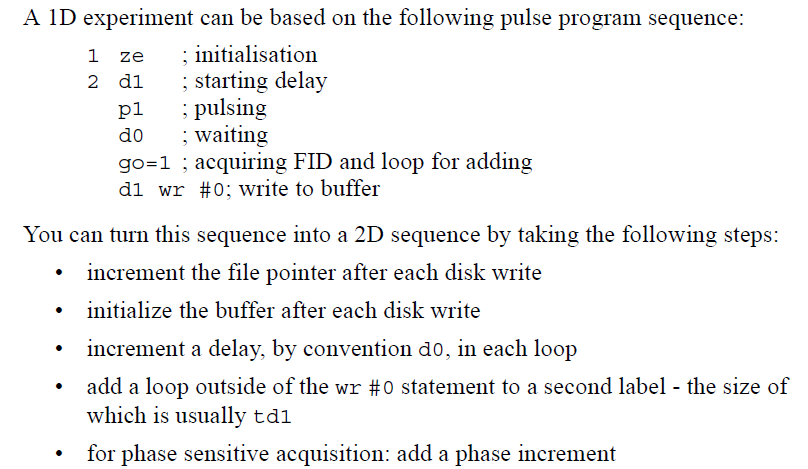 A 1D experiment can be based on the following pulse program sequence:
1 ze ; initialisation
2 d1 ; starting delay
p1 ; pulsing
d0 ; waiting
go=1 ; acquiring FID and loop for adding
d1 wr #0; write to buffer
You can turn this sequence into a 2D sequence by taking the following steps:
• increment the file pointer after each disk write
• initialize the buffer after each disk write
• increment a delay, by convention d0, in each loop
• add a loop outside of the wr #0 statement to a second label - the size of
which is usually td1
• for phase sensitive acquisition: add a phase increment